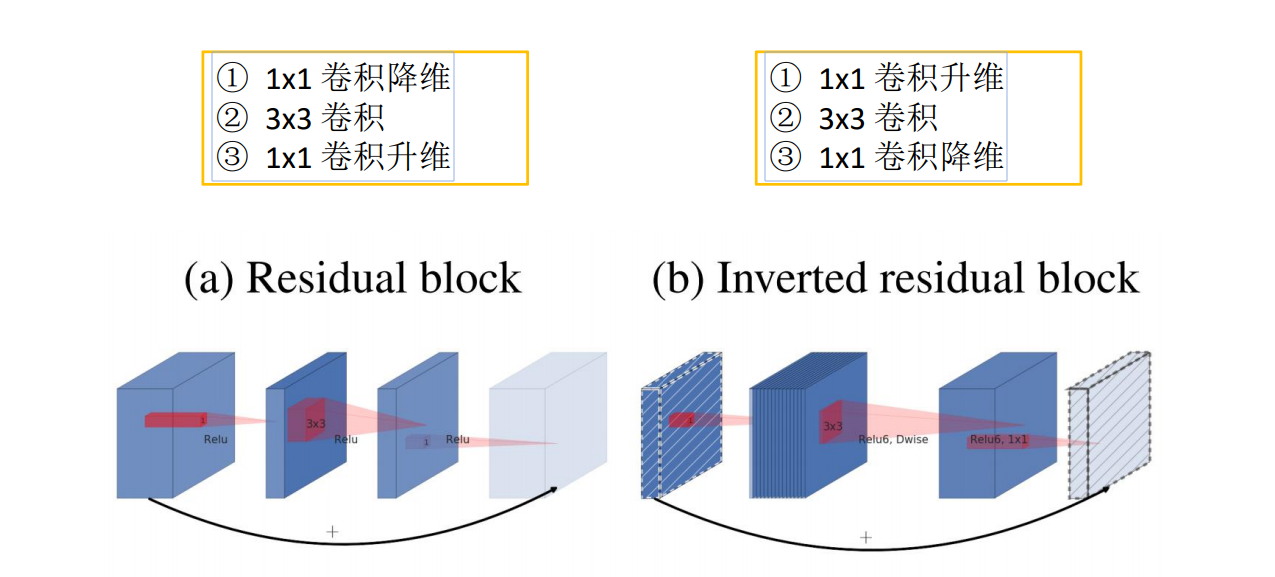 ① 1x1 卷积降维
② 3x3 卷积
③ 1x1 卷积升维
① 1x1 卷积升维
② 3x3 卷积
③ 1x1 卷积降维
(a) Residual block
(b) Inverted residual block
1
Relu
3x3
Relu
1
Relu
+
1
3x3
Relu6, Dwise
Relu6, 1x1
+